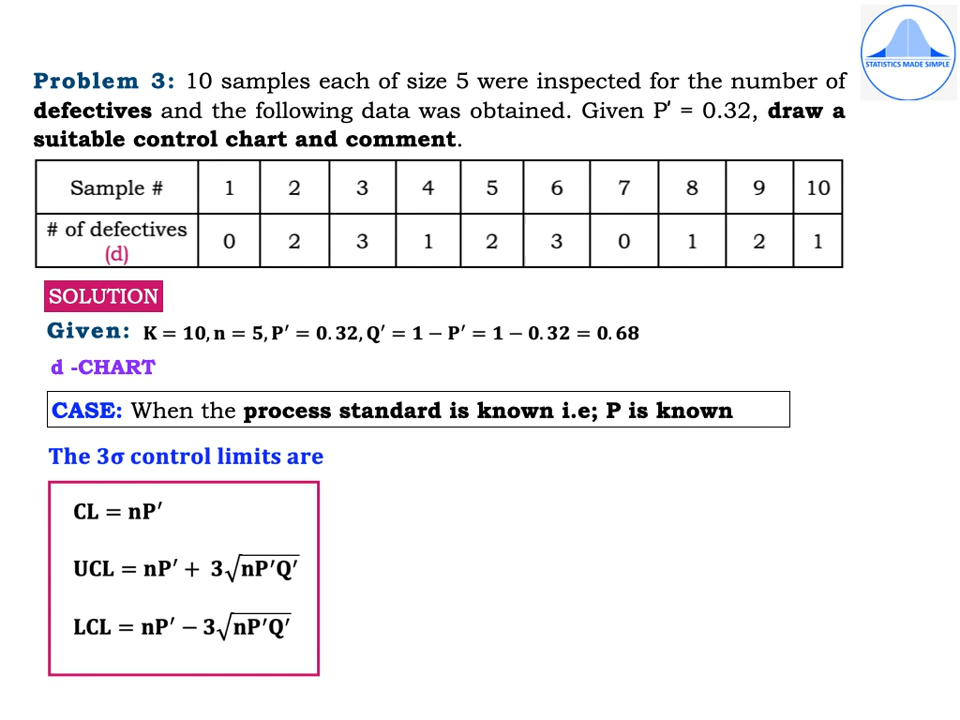 STATISTICS MADE SIMPLE
Problem 3: 10 samples each of size 5 were inspected for the number of
defectives and the following data was obtained. Given P′ = 0.32, draw a
suitable control chart and comment.
Sample # 1 2 3 4 5 6 7 8 9 10
# of defectives (d) 0 2 3 1 2 3 0 1 2 1
SOLUTION
Given: K = 10, n = 5, P′ = 0.32, Q′ = 1 − P′ = 1 − 0.32 = 0.68
d -CHART
CASE: When the process standard is known i.e; P is known
The 3σ control limits are
CL = nP′
UCL = nP′ + 3√nP′Q′
LCL = nP′ − 3√nP′Q′